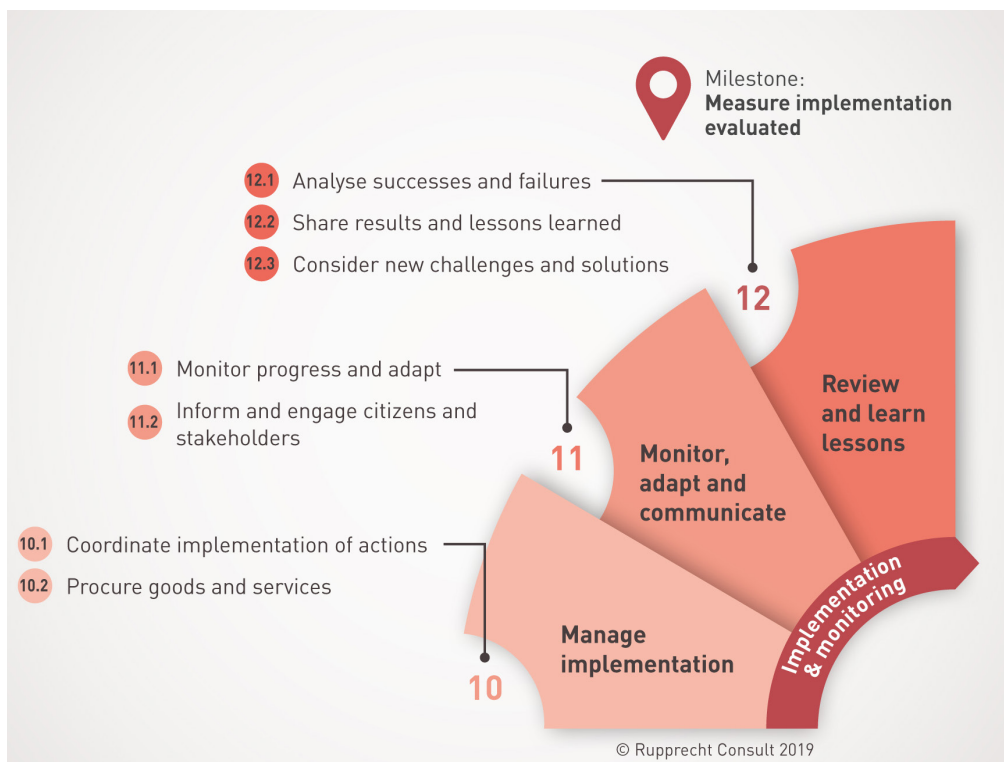 Milestone:
Measure implementation
evaluated
12.1 Analyse successes and failures
12.2 Share results and lessons learned
12.3 Consider new challenges and solutions
12
Review
and learn
lessons
11.1 Monitor progress and adapt
11.2 Inform and engage citizens and
stakeholders
11
Monitor,
adapt and
communicate
10.1 Coordinate implementation of actions
10.2 Procure goods and services
10
Manage
implementation
Implementation
& monitoring
© Rupprecht Consult 2019